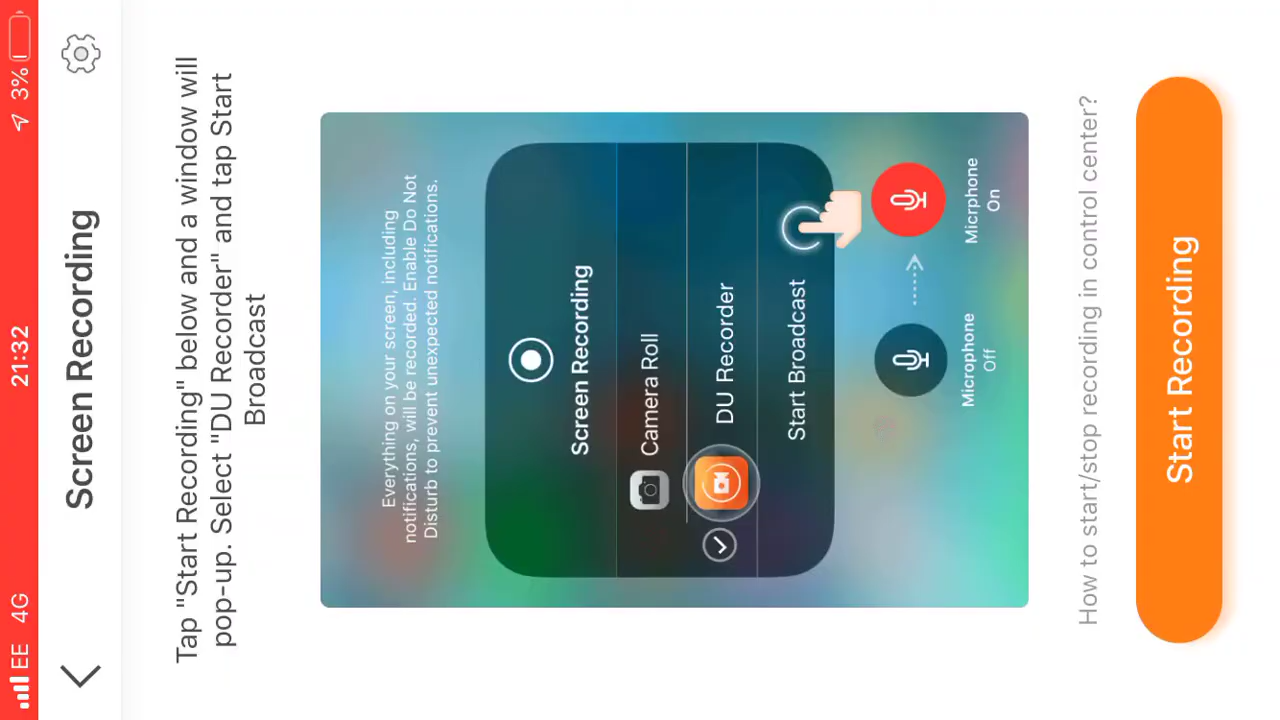 EE 4G 21:32 3%
Screen Recording
Tap "Start Recording" below and a window will
pop-up. Select "DU Recorder" and tap Start
Broadcast
Everything on your screen, including
notifications, will be recorded. Enable Do Not
Disturb to prevent unexpected notifications.
Screen Recording
Camera Roll
DU Recorder
Start Broadcast
Microphone
Off
Micrphone
On
How to start/stop recording in control center?
Start Recording